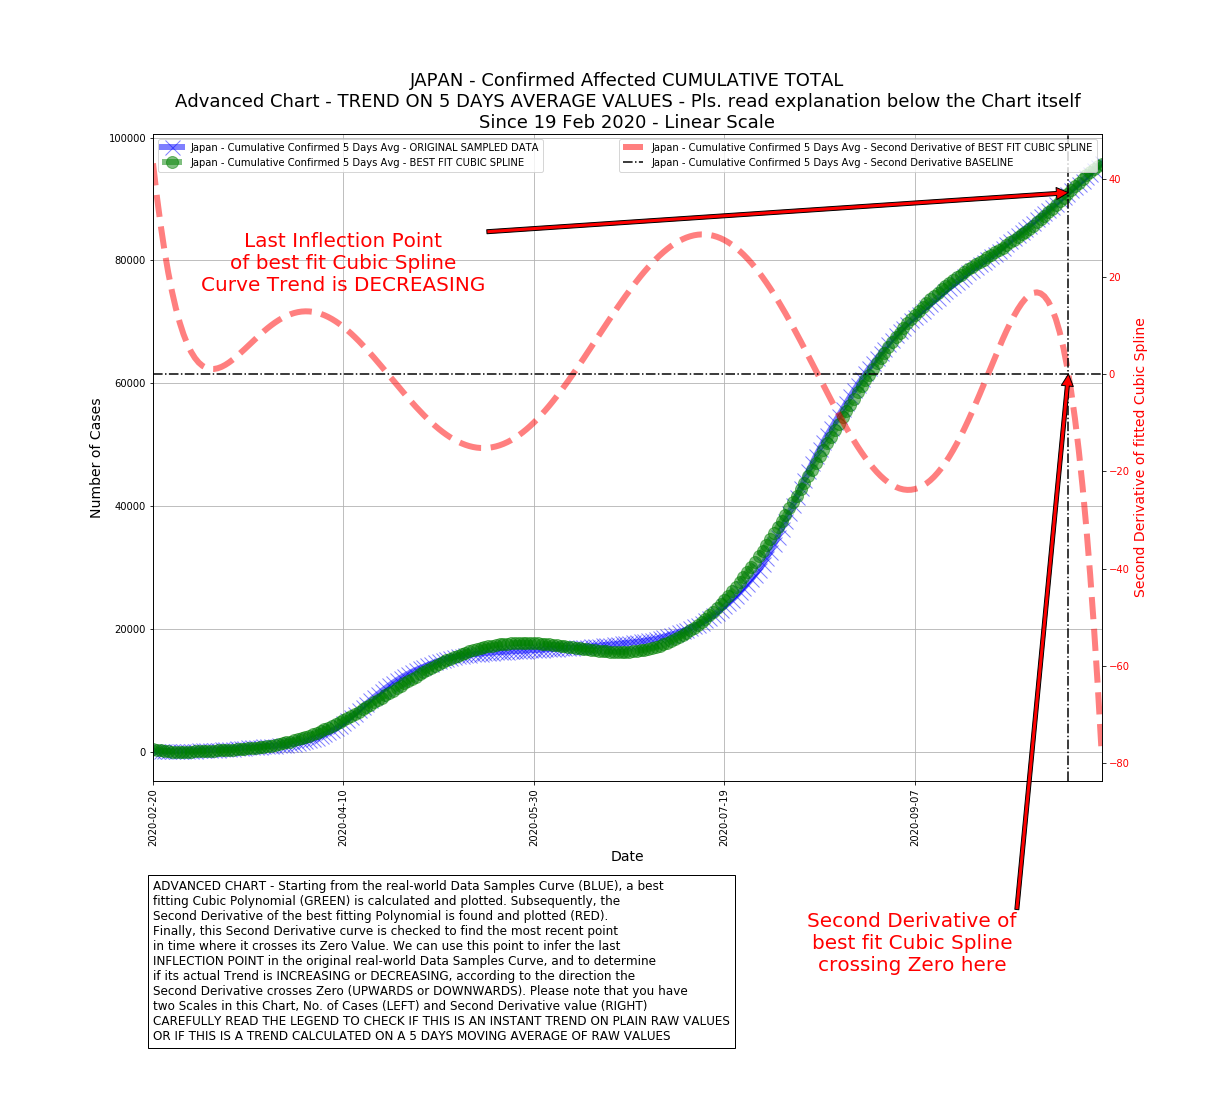 JAPAN - Confirmed Affected CUMULATIVE TOTAL
Advanced Chart - TREND ON 5 DAYS AVERAGE VALUES - Pls. read explanation below the Chart itself
Since 19 Feb 2020 - Linear Scale
Japan - Cumulative Confirmed 5 Days Avg - ORIGINAL SAMPLED DATA
Japan - Cumulative Confirmed 5 Days Avg - BEST FIT CUBIC SPLINE
Japan - Cumulative Confirmed 5 Days Avg - Second Derivative of BEST FIT CUBIC SPLINE
Japan - Cumulative Confirmed 5 Days Avg - Second Derivative BASELINE
Last Inflection Point
of best fit Cubic Spline
Curve Trend is DECREASING
Number of Cases
100000
80000
60000
40000
20000
0
40
20
0
−20
−40
−60
−80
Second Derivative of fitted Cubic Spline
2020-02-20
2020-04-10
2020-05-30
2020-07-19
2020-09-07
Date
ADVANCED CHART - Starting from the real-world Data Samples Curve (BLUE), a best
fitting Cubic Polynomial (GREEN) is calculated and plotted. Subsequently, the
Second Derivative of the best fitting Polynomial is found and plotted (RED).
Finally, this Second Derivative curve is checked to find the most recent point
in time where it crosses its Zero Value. We can use this point to infer the last
INFLECTION POINT in the original real-world Data Samples Curve, and to determine
if its actual Trend is INCREASING or DECREASING, according to the direction the
Second Derivative crosses Zero (UPWARDS or DOWNWARDS). Please note that you have
two Scales in this Chart, No. of Cases (LEFT) and Second Derivative value (RIGHT)
CAREFULLY READ THE LEGEND TO CHECK IF THIS IS AN INSTANT TREND ON PLAIN RAW VALUES
OR IF THIS IS A TREND CALCULATED ON A 5 DAYS MOVING AVERAGE OF RAW VALUES
Second Derivative of
best fit Cubic Spline
crossing Zero here